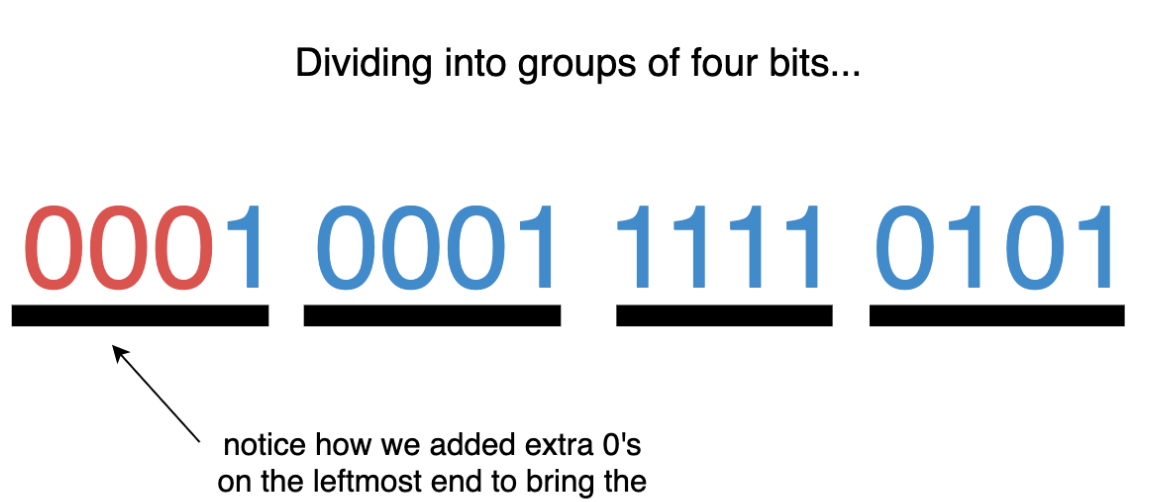 Dividing into groups of four bits...
0001 0001 1111 0101
notice how we added extra 0's
on the leftmost end to bring the